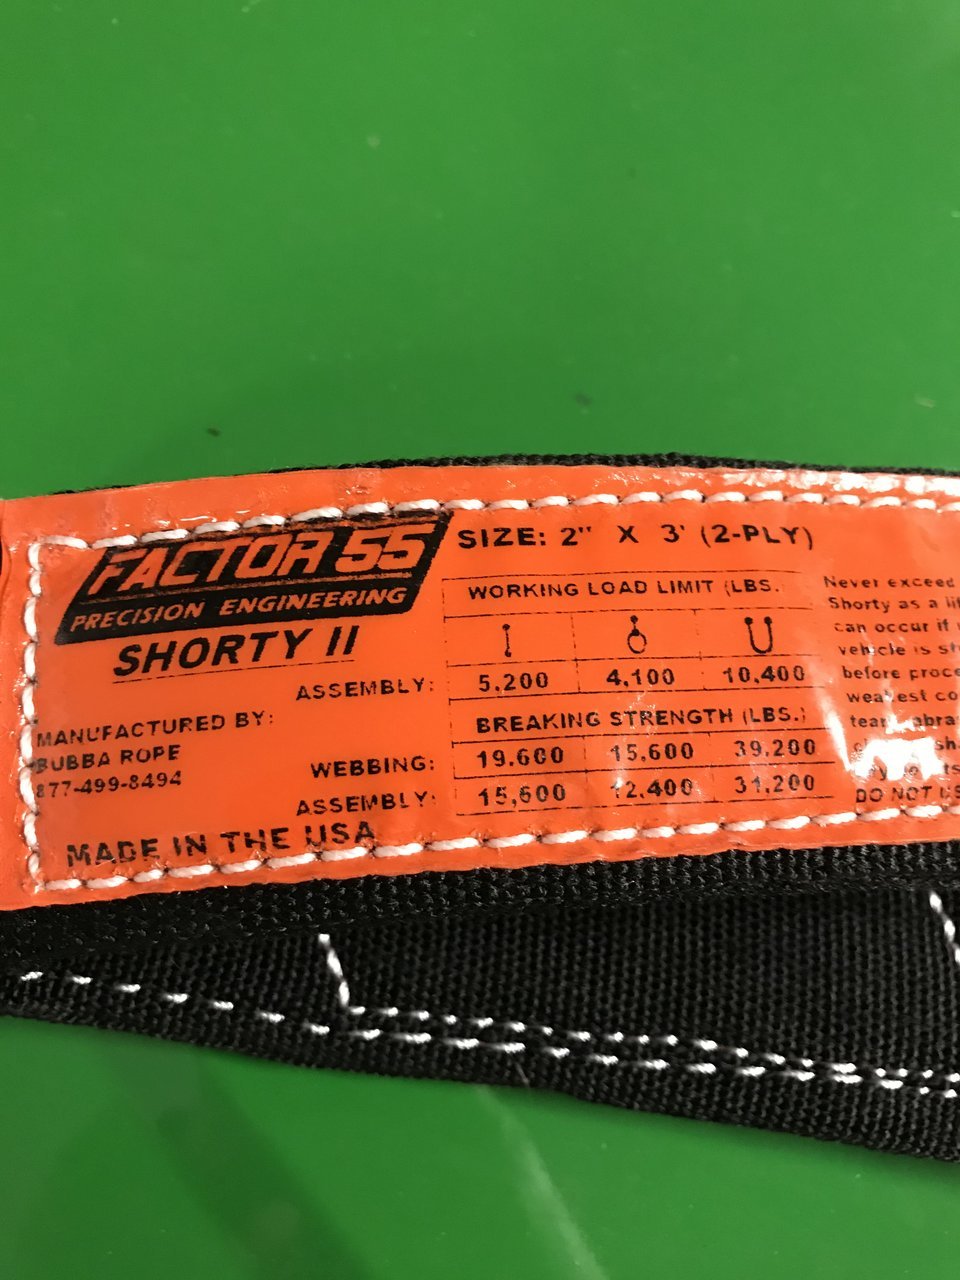 FACTOR 55
PRECISION ENGINEERING
SHORTY II
MANUFACTURED BY:
BUBBA ROPE
877-499-8494
MADE IN THE USA
SIZE: 2" X 3' (2-PLY)
WORKING LOAD LIMIT (LBS.
ASSEMBLY: 5,200 4,100 10,400
BREAKING STRENGTH (LBS.)
WEBBING: 19,600 15,600 39,200
ASSEMBLY: 15,600 12,400 31,200
Never exceed
Shorty as a
can occur if
vehicle is
before
DO NOT